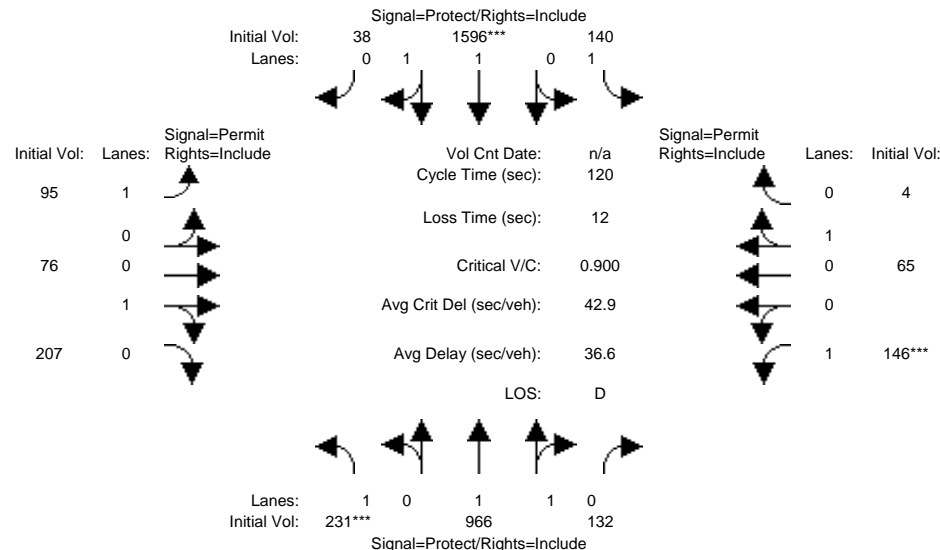 Signal=Protect/Rights=Include
Initial Vol: 38 1596*** 140
Lanes: 0 1 1 0 1
Signal=Permit Signal=Permit
Initial Vol: Lanes: Rights=Include Vol Cnt Date: n/a Rights=Include Lanes: Initial Vol:
Cycle Time (sec): 120
95 1 0 4
Loss Time (sec): 12
0 1
76 0 Critical V/C: 0.900 0 65
1 Avg Crit Del (sec/veh): 42.9 0
207 0 Avg Delay (sec/veh): 36.6 1 146***
LOS: D
Lanes: 1 0 1 1 0
Initial Vol: 231*** 966 132
Signal=Protect/Rights=Include